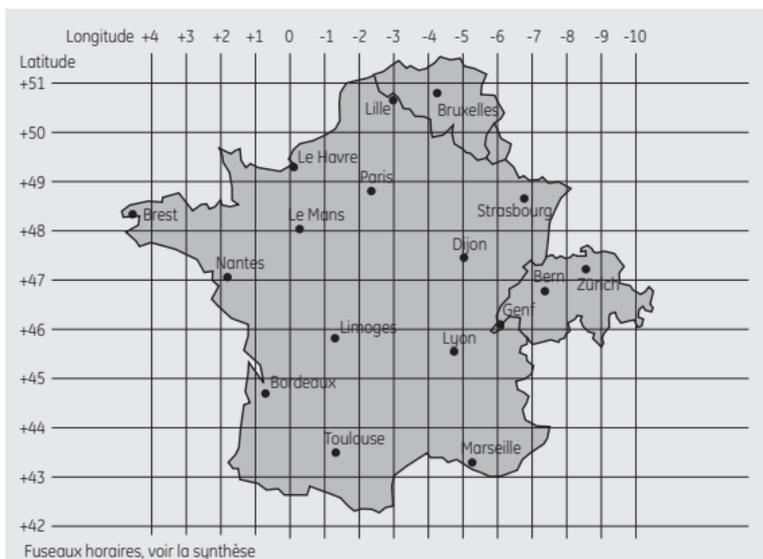 Longitude +4 +3 +2 +1 0 -1 -2 -3 -4 -5 -6 -7 -8 -9 -10
Latitude
+51
Lille Bruxelles
+50
Le Havre
+49 Paris
Strasbourg
+48 Brest Le Mans
Dijon
Nantes
+47 Bern Zürich
Genf
+46 Limoges
Lyon
+45
Bordeaux
+44
Toulouse Marseille
+43
+42
Fuseaux horaires, voir la synthèse